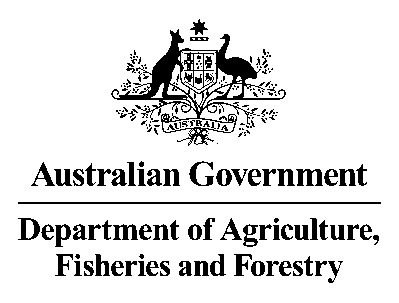 AUSTRALIA
Australian Government
Department of Agriculture,
Fisheries and Forestry